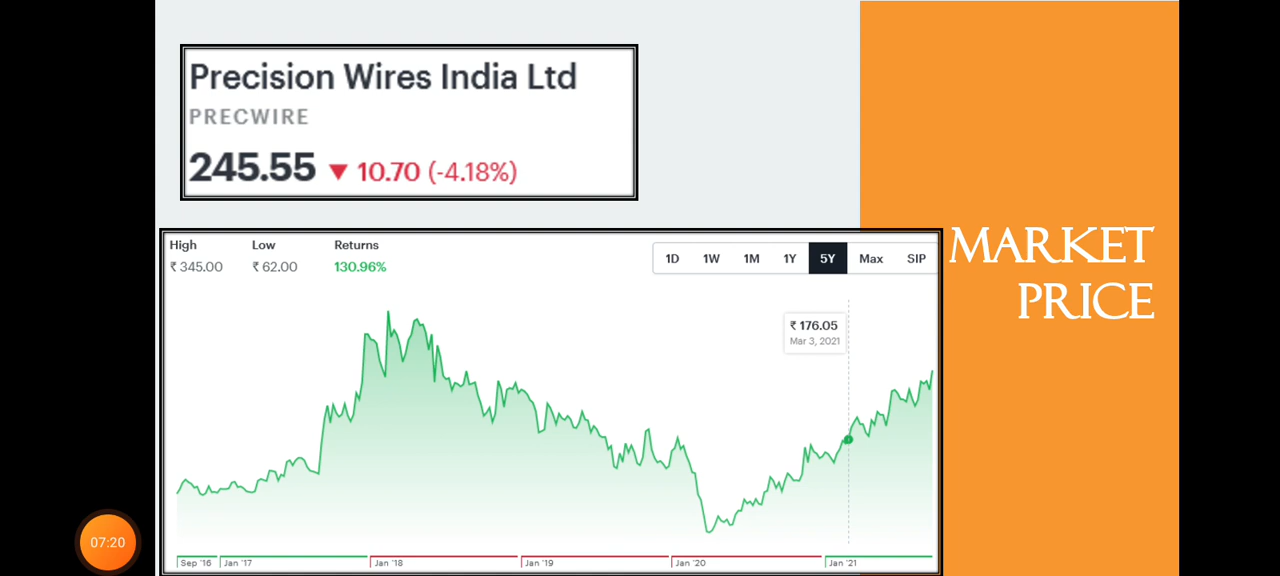 Precision Wires India Ltd
PRECWIRE
245.55 ▼ 10.70 (-4.18%)
High Low Returns
₹ 345.00 ₹ 62.00 130.96%
1D 1W 1M 1Y 5Y Max SIP
MARKET
PRICE
₹ 176.05
Mar 3, 2021
Sep '16 Jan '17 Jan '18 Jan '19 Jan '20 Jan '21
07:20